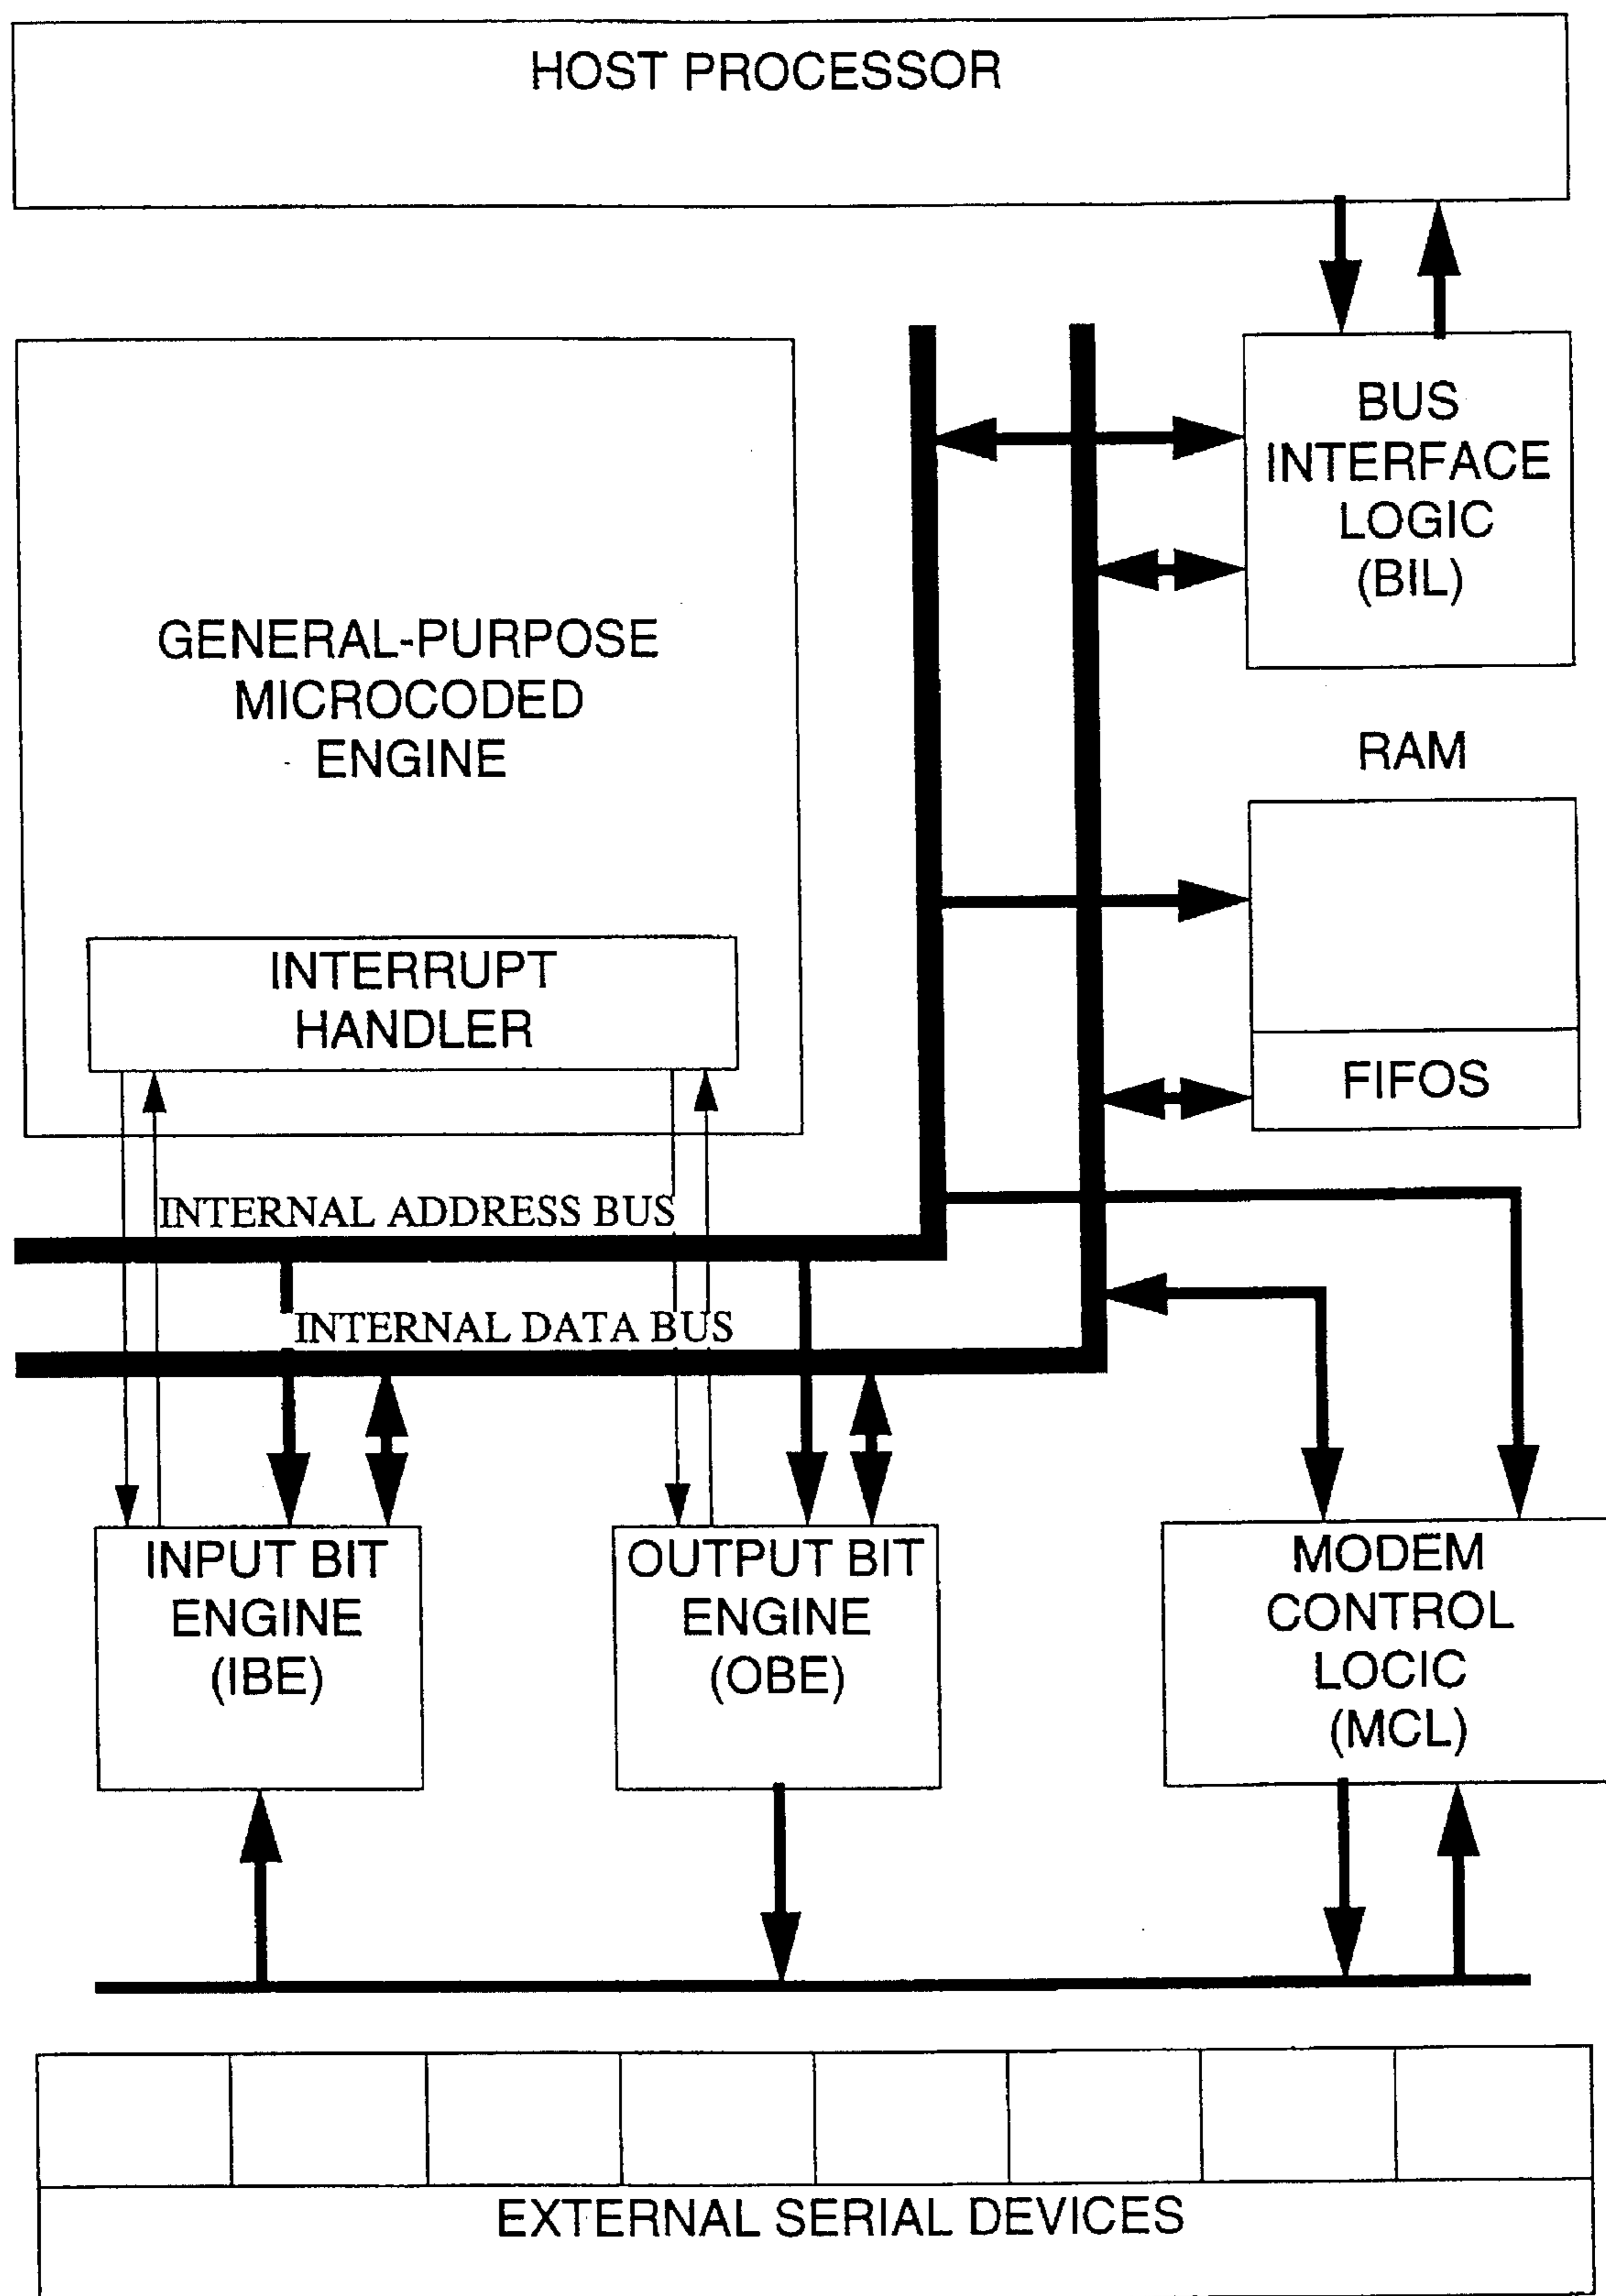 HOST PROCESSOR
BUS
INTERFACE
LOGIC
(BIL)
GENERAL-PURPOSE
MICROCODED
ENGINE
RAM
INTERRUPT
HANDLER
FIFOS
INTERNAL ADDRESS BUS
INTERNAL DATA BUS
INPUT BIT
ENGINE
(IBE)
OUTPUT BIT
ENGINE
(OBE)
MODEM
CONTROL
LOCIC
(MCL)
EXTERNAL SERIAL DEVICES